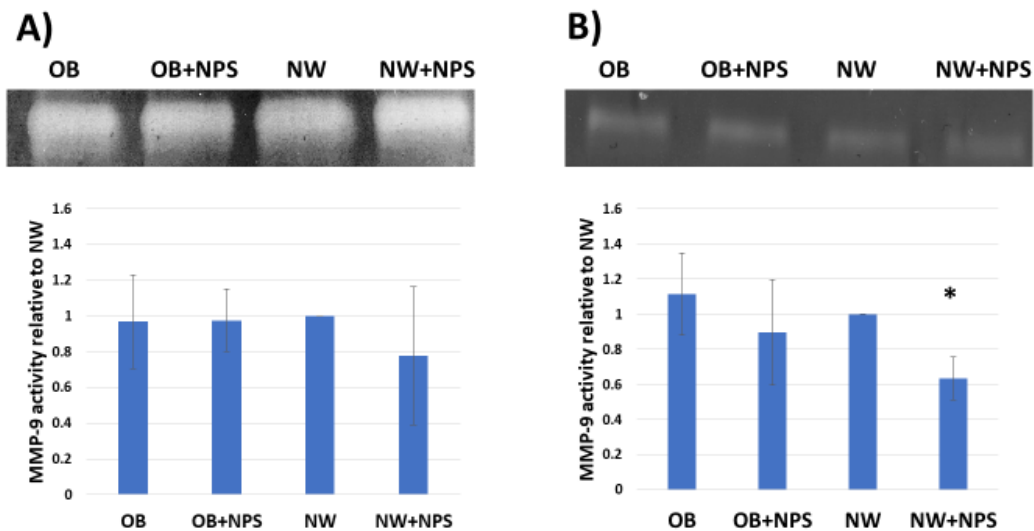 A)
OB OB+NPS NW NW+NPS
MMP-9 activity relative to NW
1.6
1.4
1.2
1
0.8
0.6
0.4
0.2
0
OB OB+NPS NW NW+NPS
B)
OB OB+NPS NW NW+NPS
MMP-9 activity relative to NW
1.6
1.4
1.2
1
0.8
0.6
0.4
0.2
0
*
OB OB+NPS NW NW+NPS